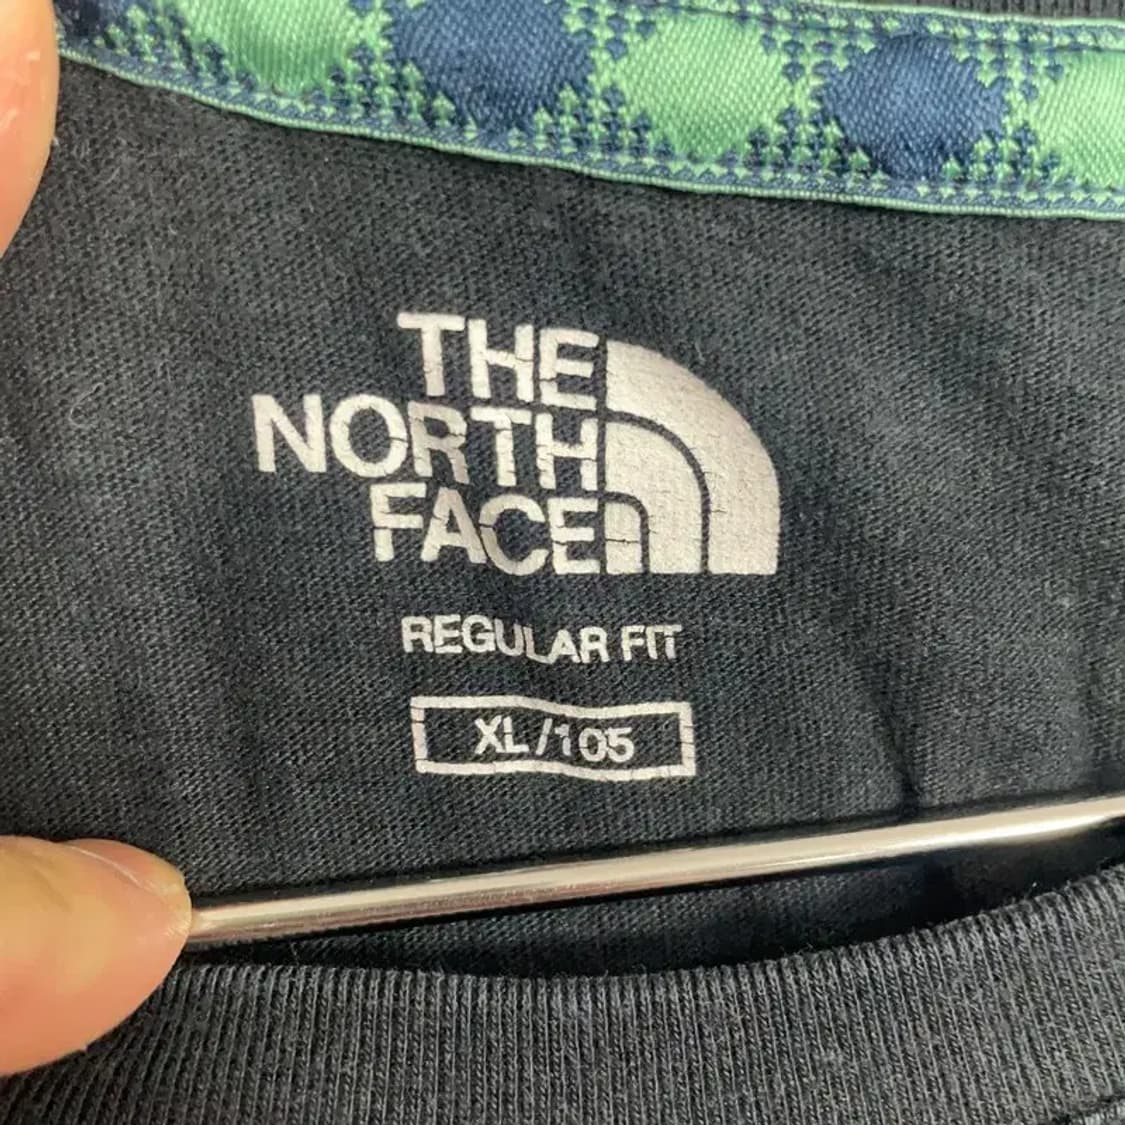 THE
NORTH
FACE
REGULAR FIT
XL/105